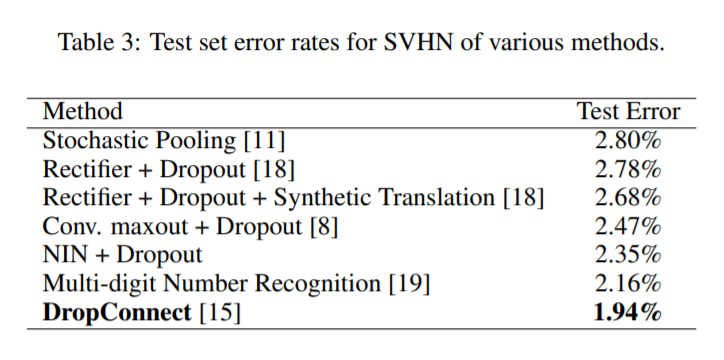 Table 3: Test set error rates for SVHN of various methods.
Method Test Error
Stochastic Pooling [11] 2.80%
Rectifier + Dropout [18] 2.78%
Rectifier + Dropout + Synthetic Translation [18] 2.68%
Conv. maxout + Dropout [8] 2.47%
NIN + Dropout 2.35%
Multi-digit Number Recognition [19] 2.16%
DropConnect [15] 1.94%